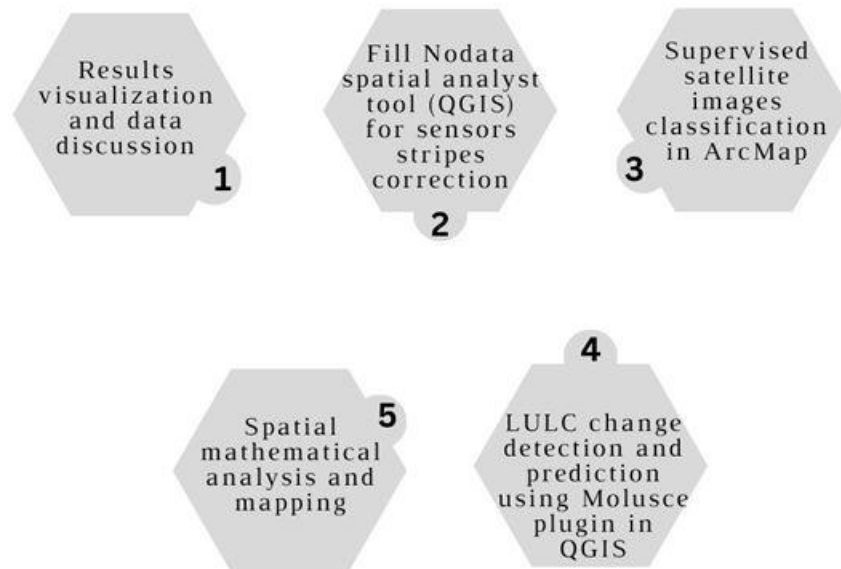 Results
visualization
and data
discussion
1
Fill Nodata
spatial analyst
tool (QGIS)
for sensors
stripes
correction
2
Supervised
satellite
images
classification
in ArcMap
3
4
LULC change
detection and
prediction
using Molusce
plugin in
QGIS
5
Spatial
mathematical
analysis and
mapping